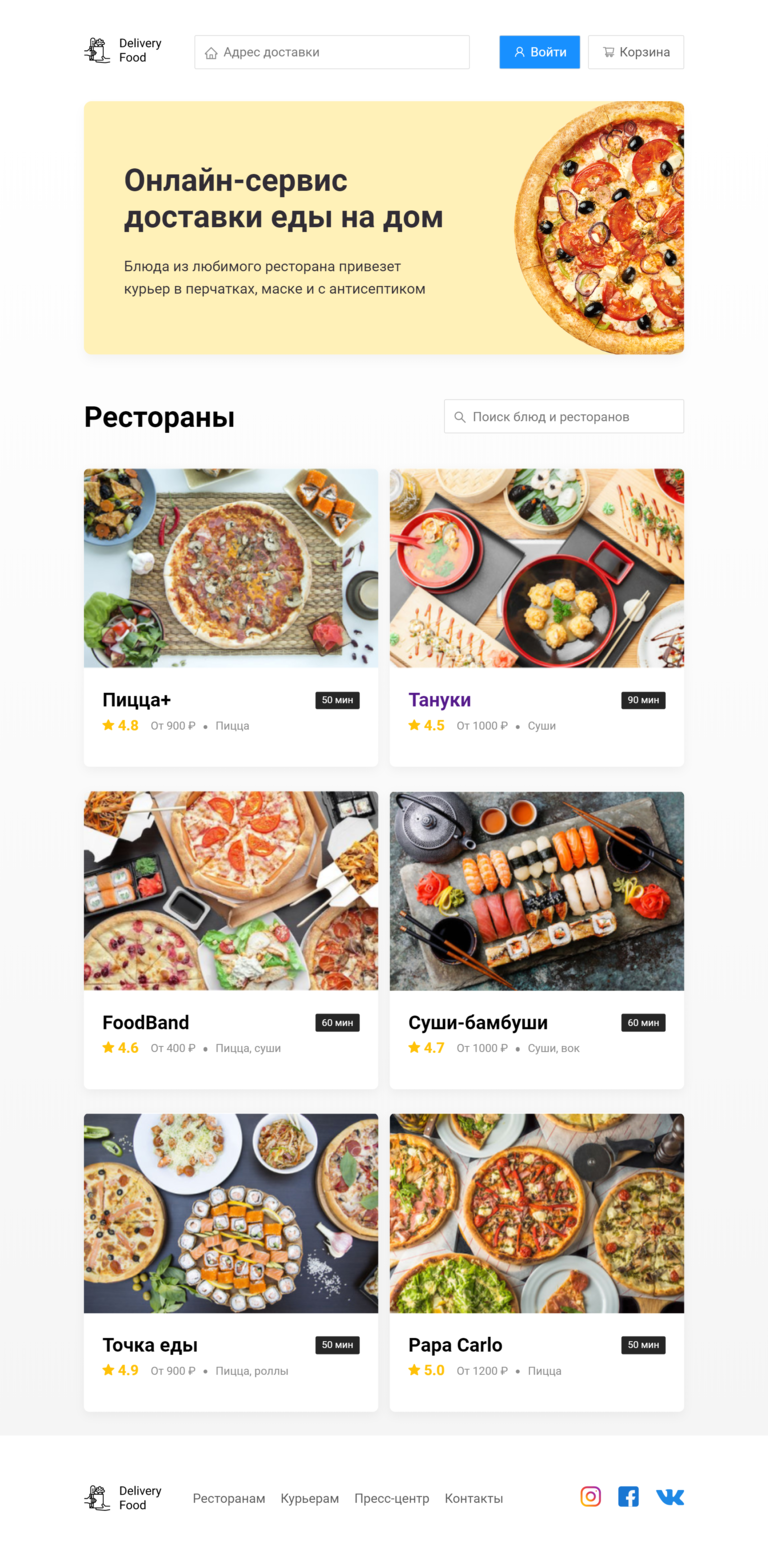 Delivery
Food
Адрес доставки
Войти
Корзина
Онлайн-сервис
доставки еды на дом
Блюда из любимого ресторана привезет
курьер в перчатках, маске и с антисептиком
Рестораны
Поиск блюд и ресторанов
Пицца+
50 мин
4.8 От 900 ₽ • Пицца
Тануки
90 мин
4.5 От 1000 ₽ • Суши
FoodBand
60 мин
4.6 От 400 ₽ • Пицца, суши
Суши-бамбуши
60 мин
4.7 От 1000 ₽ • Суши, вок
Точка еды
50 мин
4.9 От 900 ₽ • Пицца, роллы
Papa Carlo
50 мин
5.0 От 1200 ₽ • Пицца
Delivery
Food
Ресторанам
Курьерам
Пресс-центр
Контакты